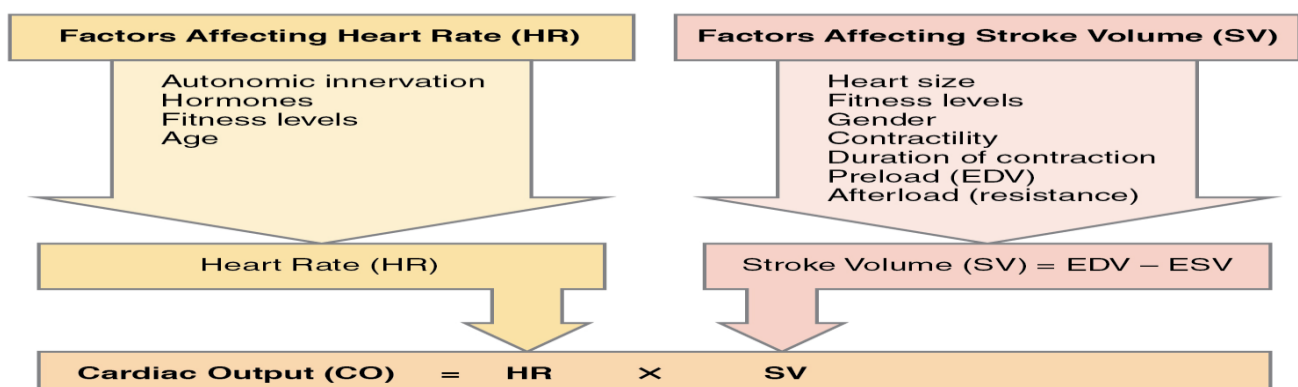 Factors Affecting Heart Rate (HR)
Autonomic innervation
Hormones
Fitness levels
Age
Factors Affecting Stroke Volume (SV)
Heart size
Fitness levels
Gender
Contractility
Duration of contraction
Preload (EDV)
Afterload (resistance)
Heart Rate (HR)
Stroke Volume (SV) = EDV – ESV
Cardiac Output (CO) = HR × SV